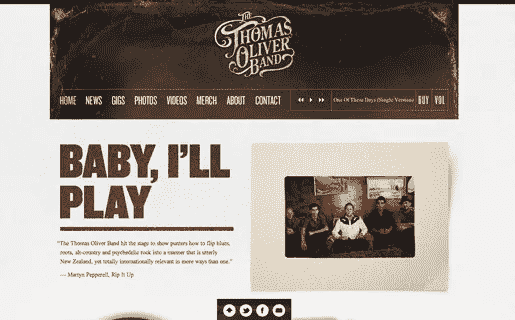 The
Thomas
Oliver
Band
HOME NEWS GIGS PHOTOS VIDEOS MERCH ABOUT CONTACT One Of These Days (Single Version) BUY VOL
BABY, I'LL
PLAY
"The Thomas Oliver Band hit the stage to show punters how to flip blues,
roots, alt-country and psychedelic rock into a manner that is utterly
New Zealand, yet totally internationally relevant in more ways than one."
— Martyn Pepperell, Rip It Up